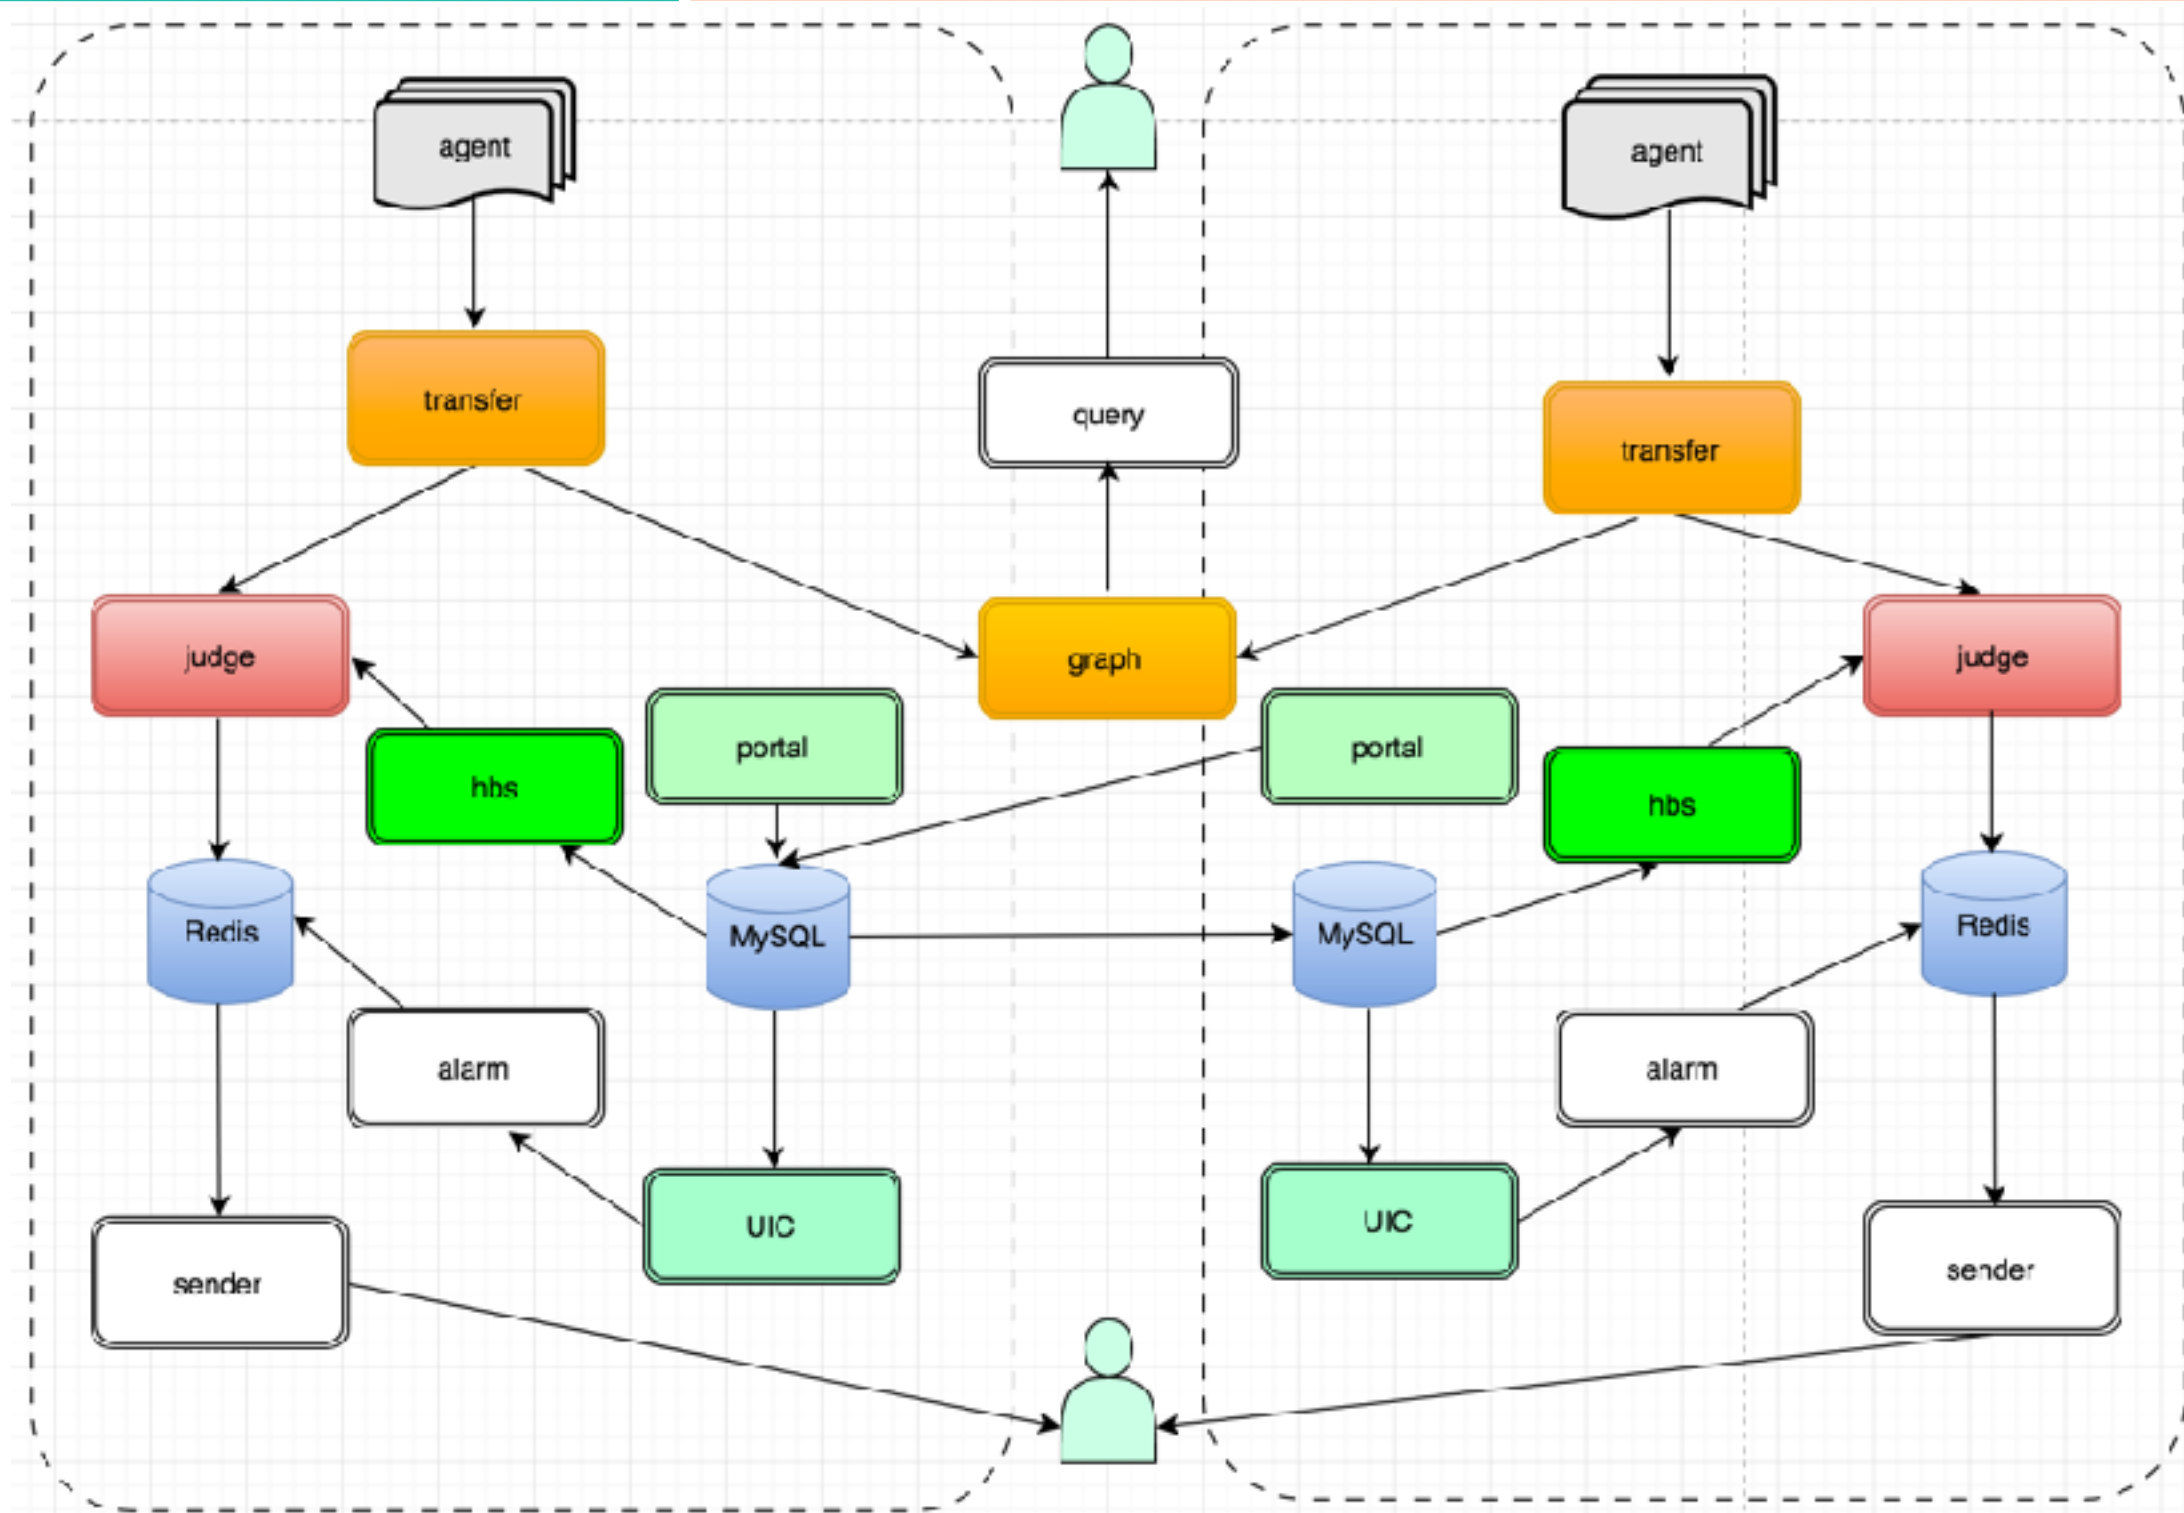 agent
agent
transfer
query
transfer
judge
graph
judge
hbs
portal
portal
hbs
Redis
MySQL
MySQL
Redis
alarm
alarm
UIC
UIC
sender
sender